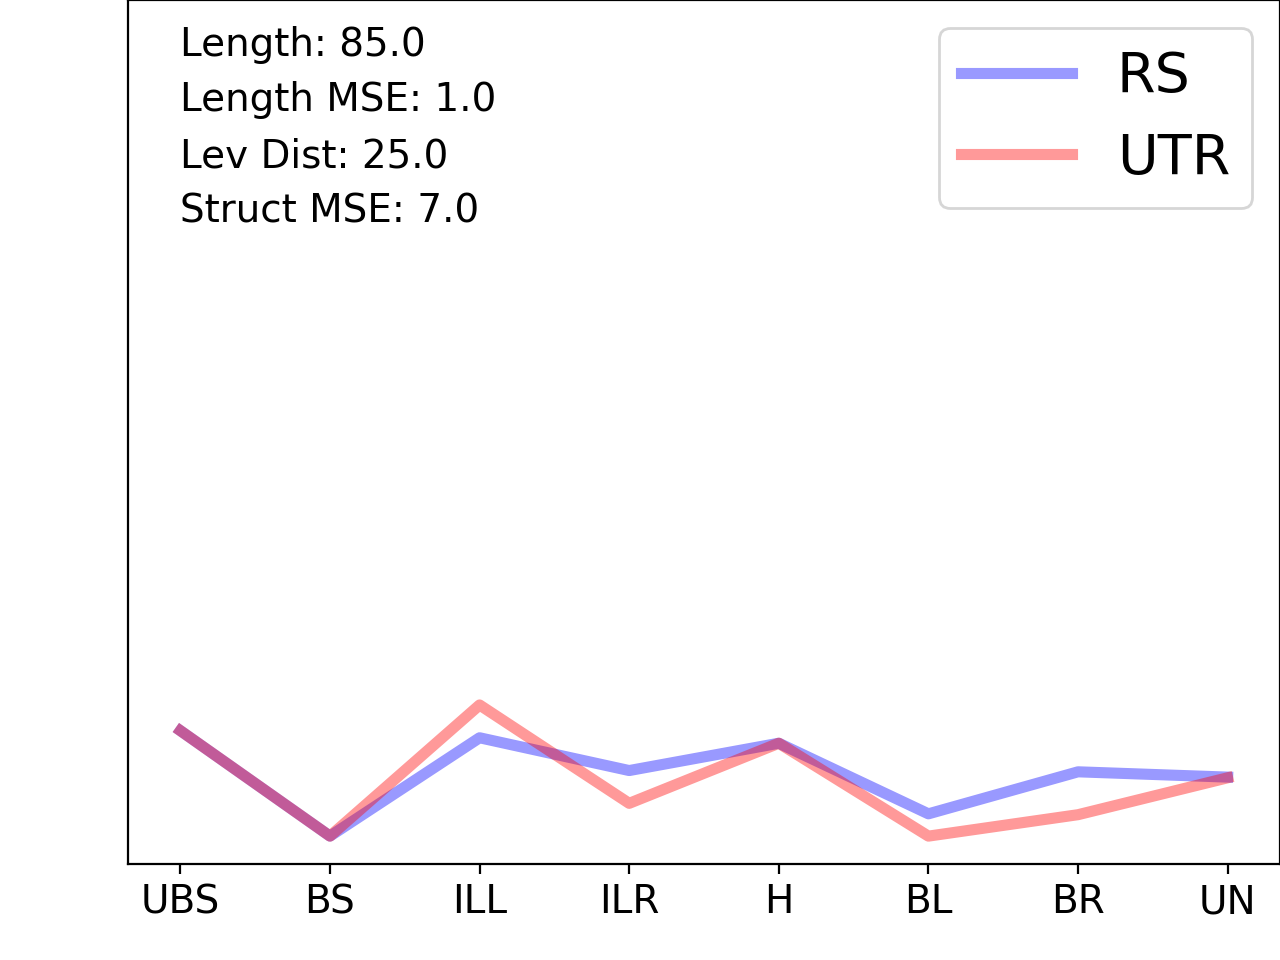 Length: 85.0
Length MSE: 1.0
Lev Dist: 25.0
Struct MSE: 7.0
RS
UTR
UBS BS ILL ILR H BL BR UN